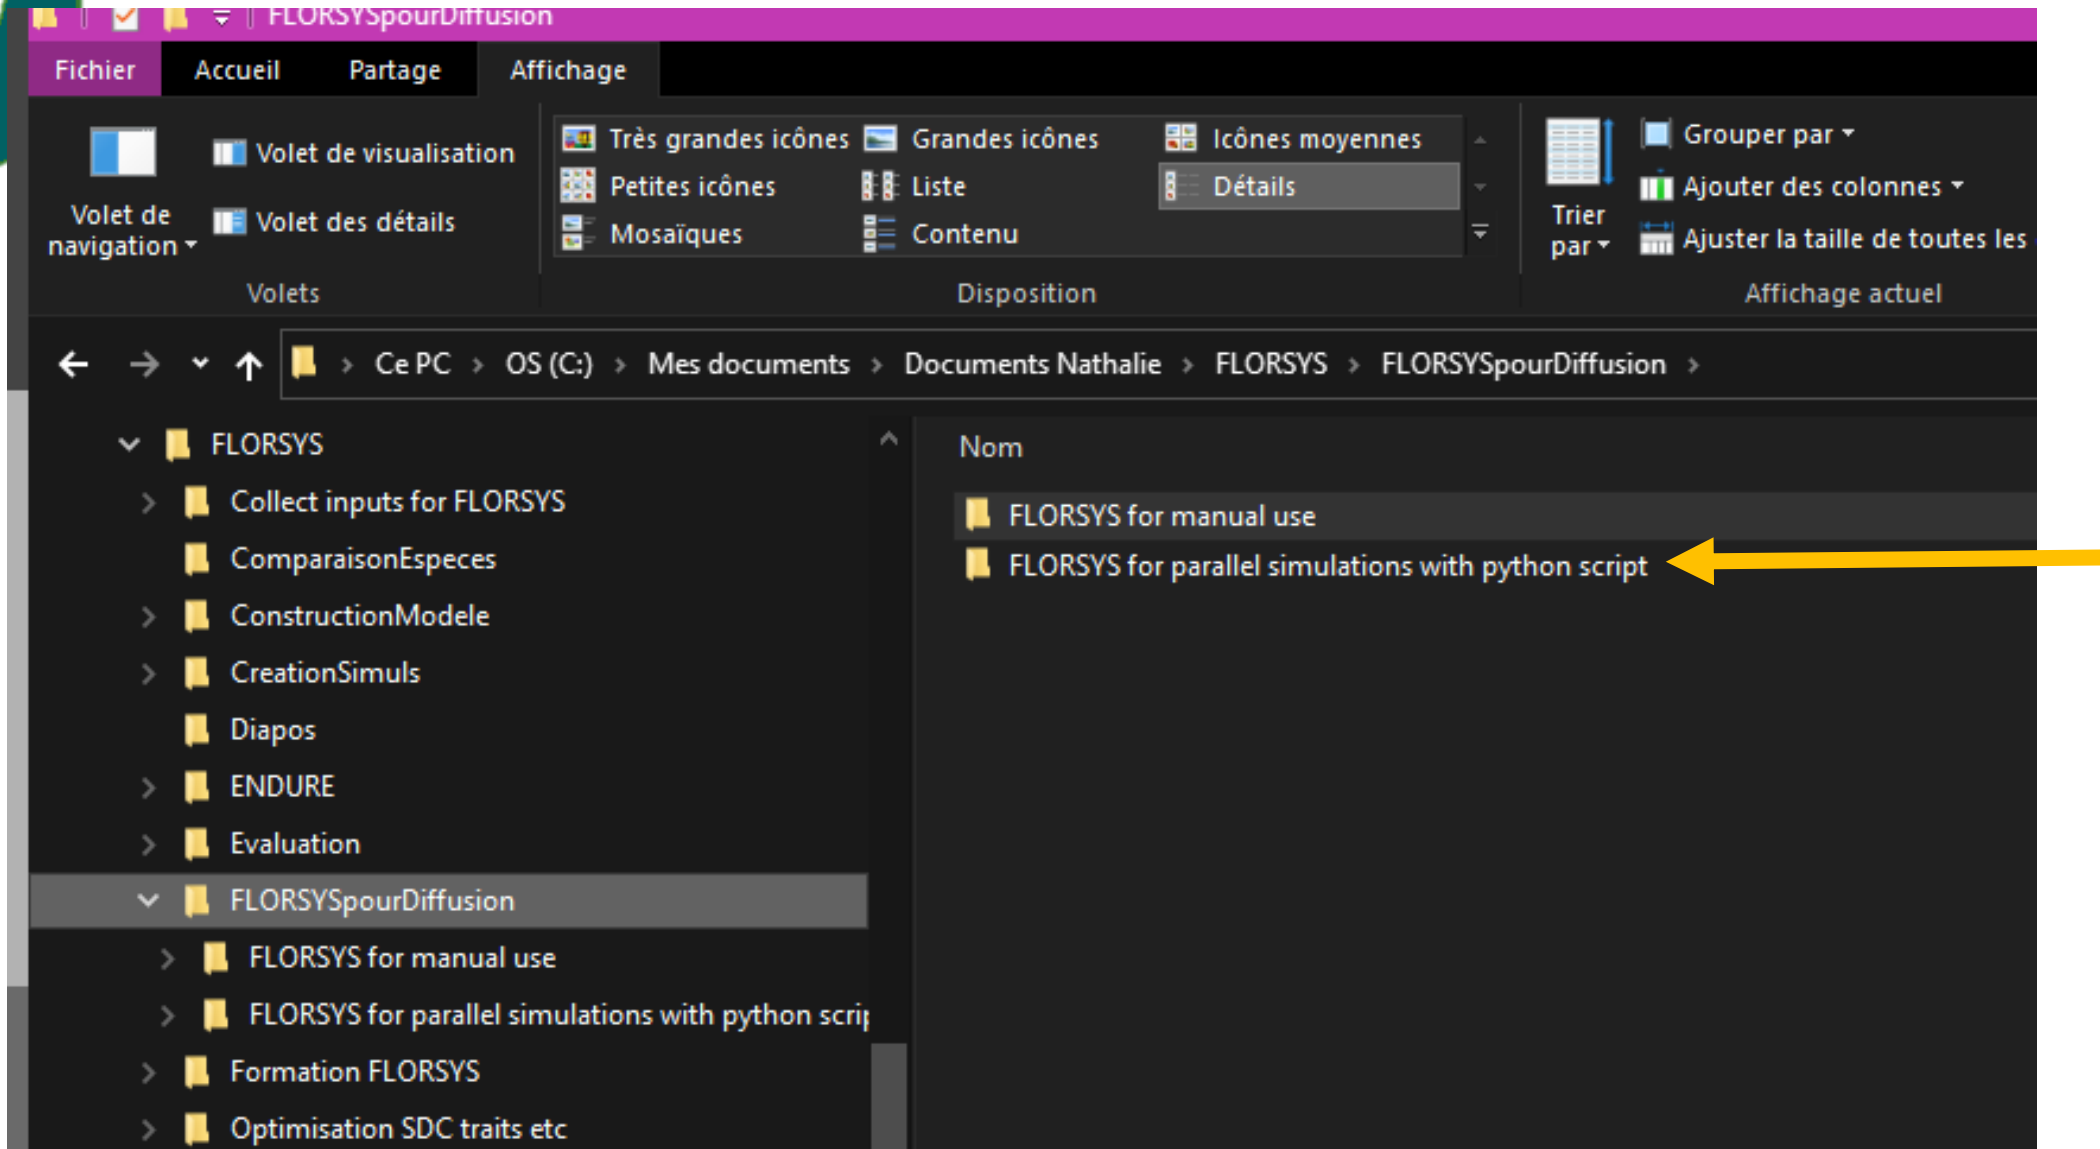 FLORSYSpourDiffusion
Fichier Accueil Partage Affichage
Volet de navigation
Volet de visualisation
Volet des détails
Volets
Très grandes icônes Grandes icônes Icônes moyennes
Petites icônes Liste Détails
Mosaïques Contenu
Disposition
Trier par
Grouper par
Ajouter des colonnes
Ajuster la taille de toutes les
Affichage actuel
Ce PC > OS (C:) > Mes documents > Documents Nathalie > FLORSYS > FLORSYSpourDiffusion >
FLORSYS
Collect inputs for FLORSYS
ComparaisonEspeces
ConstructionModele
CreationSimuls
Diapos
ENDURE
Evaluation
FLORSYSpourDiffusion
FLORSYS for manual use
FLORSYS for parallel simulations with python scrip
Formation FLORSYS
Optimisation SDC traits etc
Nom
FLORSYS for manual use
FLORSYS for parallel simulations with python script